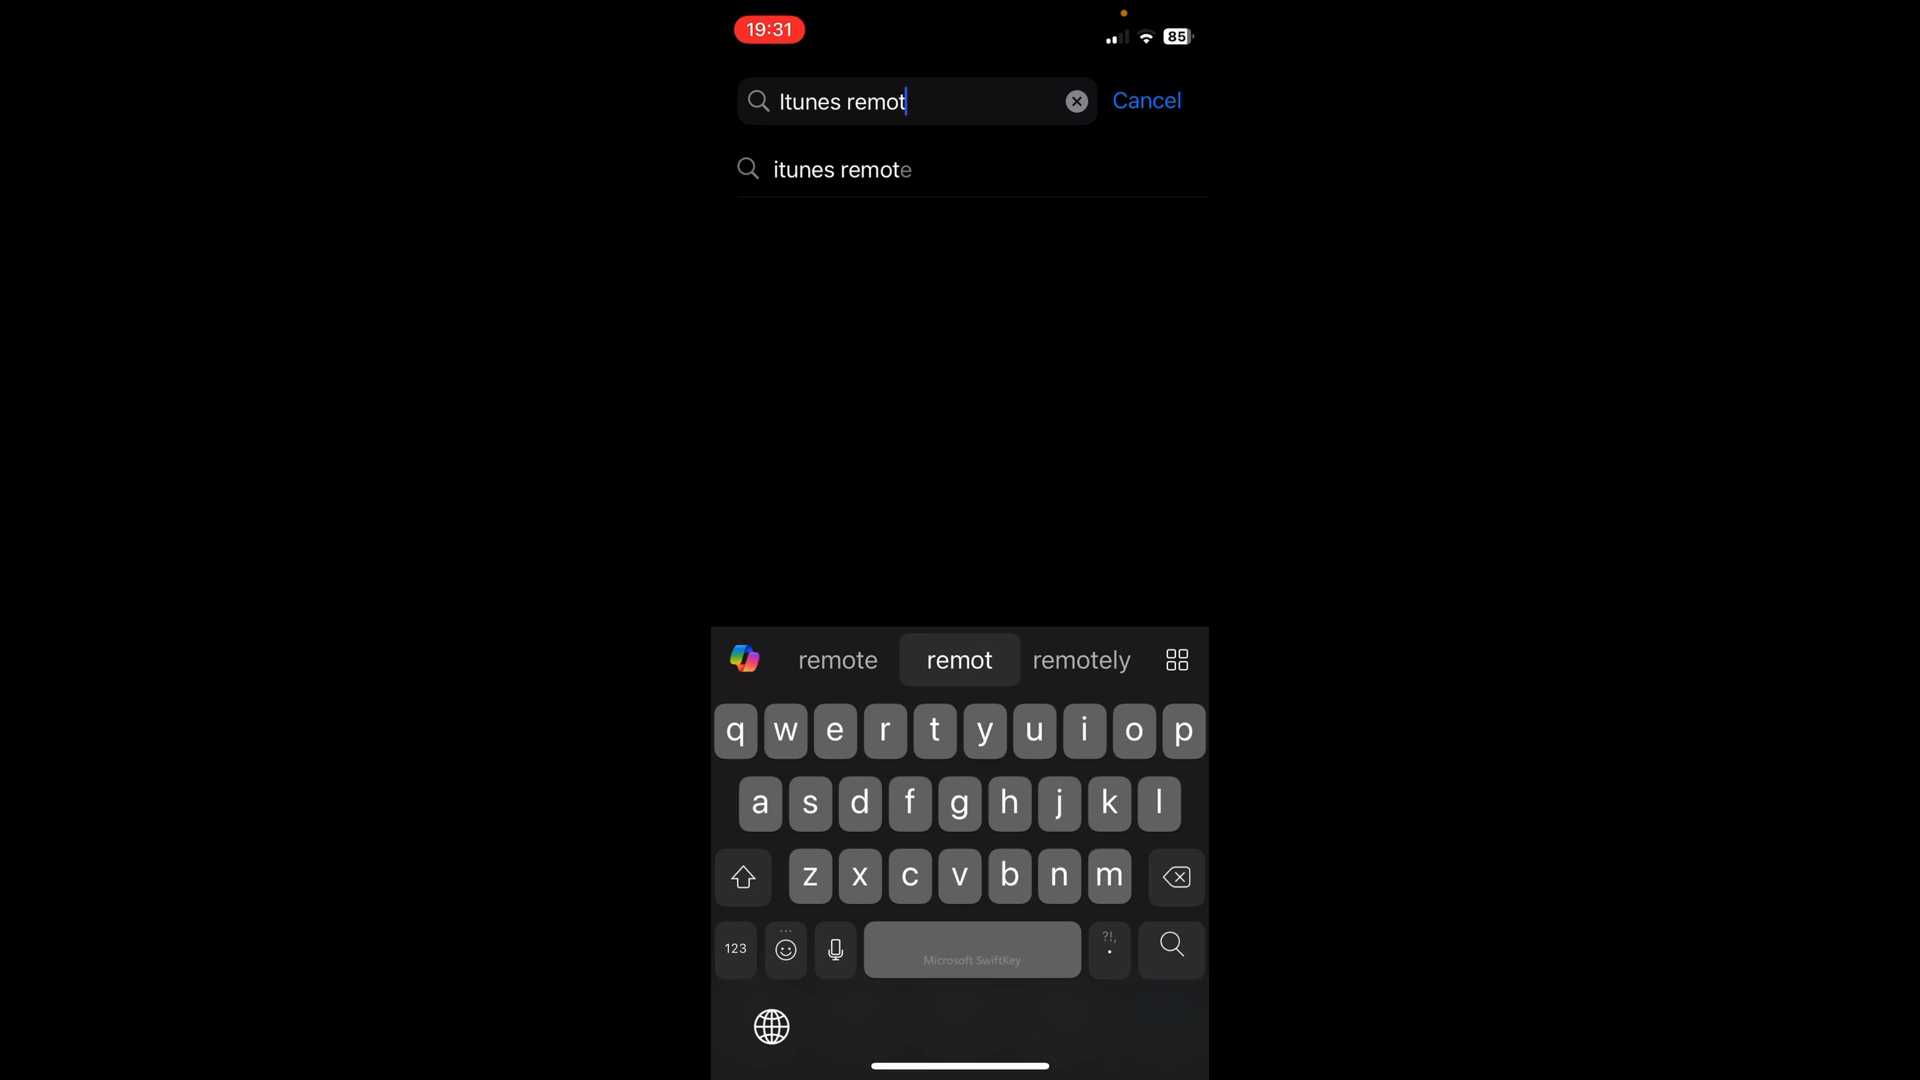 19:31
85
Itunes remot
Cancel
itunes remote
remote remot remotely
q w e r t y u i o p
a s d f g h j k l
z x c v b n m
123
?!,
.
Microsoft SwiftKey